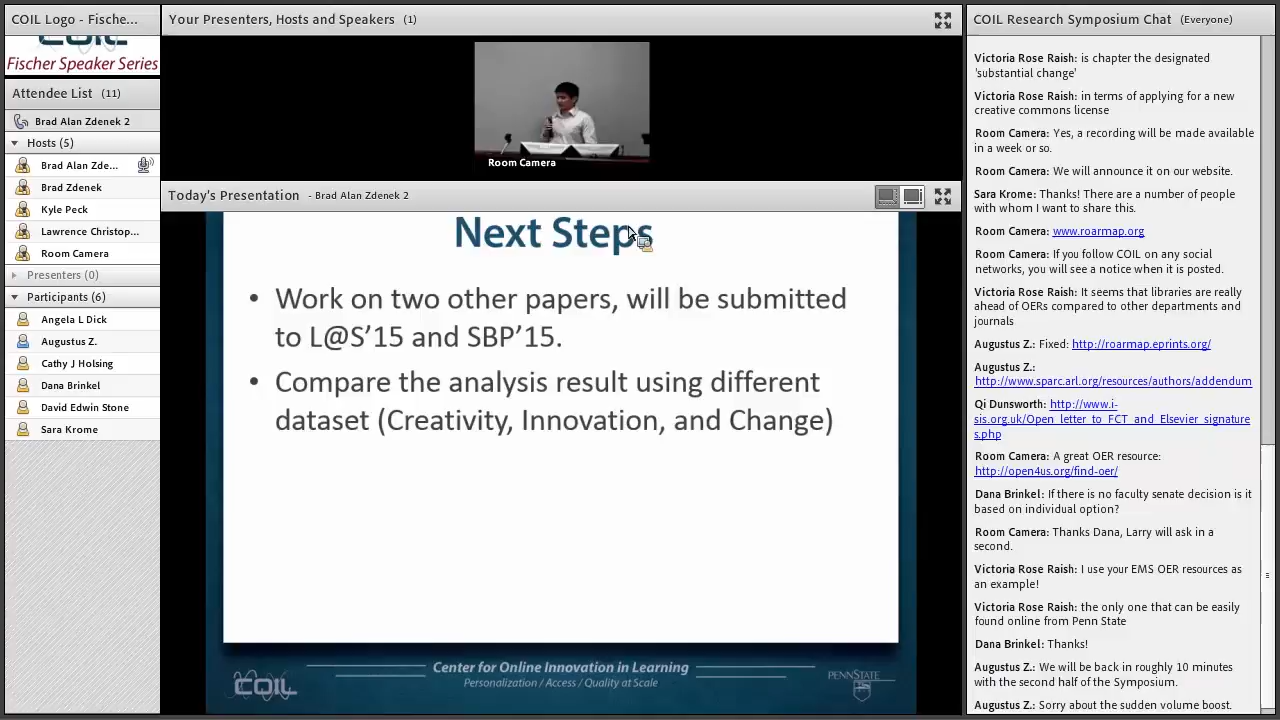 COIL Logo - Fische...
COIL
Fischer Speaker Series
Attendee List (11)
Brad Alan Zdenek 2
Hosts (5)
Brad Alan Zde...
Brad Zdenek
Kyle Peck
Lawrence Christop...
Room Camera
Presenters (0)
Participants (6)
Angela L Dick
Augustus Z.
Cathy J Holsing
Dana Brinkel
David Edwin Stone
Sara Krome
Your Presenters, Hosts and Speakers (1)
Room Camera
Today's Presentation - Brad Alan Zdenek 2
Next Steps
• Work on two other papers, will be submitted
to L@S’15 and SBP’15.
• Compare the analysis result using different
dataset (Creativity, Innovation, and Change)
COIL
Center for Online Innovation in Learning
Personalization / Access / Quality at Scale
PENNSTATE
COIL Research Symposium Chat (Everyone)
Victoria Rose Raish: is chapter the designated
'substantial change'
Victoria Rose Raish: in terms of applying for a new
creative commons license
Room Camera: Yes, a recording will be made available
in a week or so.
Room Camera: We will announce it on our website.
Sara Krome: Thanks! There are a number of people
with whom I want to share this.
Room Camera: www.roarmap.org
Room Camera: If you follow COIL on any social
networks, you will see a notice when it is posted.
Victoria Rose Raish: It seems that libraries are really
ahead of OERs compared to other departments and
journals
Augustus Z.: Fixed: http://roarmap.eprints.org/
Augustus Z.:
http://www.sparc.arl.org/resources/authors/addendum
Qi Dunsworth: http://www.i-
sis.org.uk/Open_letter_to_FCT_and_Elsevier_signature
s.php
Room Camera: A great OER resource:
http://open4us.org/find-oer/
Dana Brinkel: If there is no faculty senate decision is it
based on individual option?
Room Camera: Thanks Dana, Larry will ask in a
second.
Victoria Rose Raish: I use your EMS OER resources as
an example!
Victoria Rose Raish: the only one that can be easily
found online from Penn State
Dana Brinkel: Thanks!
Augustus Z.: We will be back in roughly 10 minutes
with the second half of the Symposium.
Augustus Z.: Sorry about the sudden volume boost.